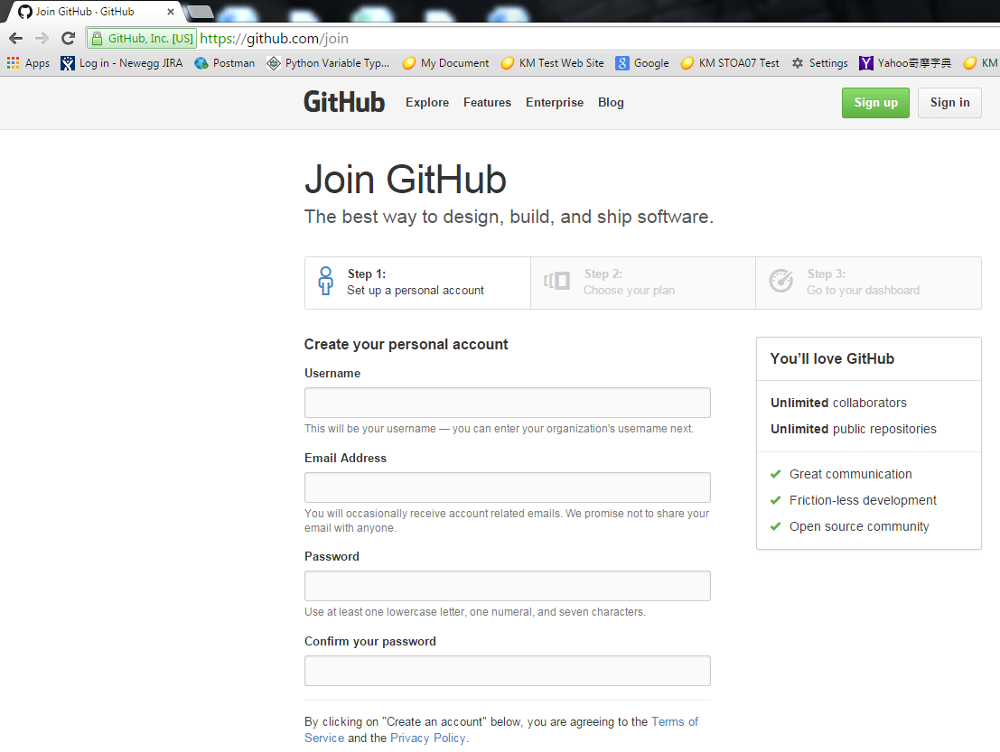 Join GitHub · GitHub
GitHub, Inc. [US] https://github.com/join
Apps Log in - Newegg JIRA Postman Python Variable Typ... My Document KM Test Web Site Google KM STOA07 Test Settings Yahoo奇摩字典 KM
GitHub Explore Features Enterprise Blog Sign up Sign in
Join GitHub
The best way to design, build, and ship software.
Step 1:
Set up a personal account
Step 2:
Choose your plan
Step 3:
Go to your dashboard
Create your personal account
Username
This will be your username — you can enter your organization's username next.
Email Address
You will occasionally receive account related emails. We promise not to share your
email with anyone.
Password
Use at least one lowercase letter, one numeral, and seven characters.
Confirm your password
By clicking on "Create an account" below, you are agreeing to the Terms of
Service and the Privacy Policy.
You’ll love GitHub
Unlimited collaborators
Unlimited public repositories
Great communication
Friction-less development
Open source community